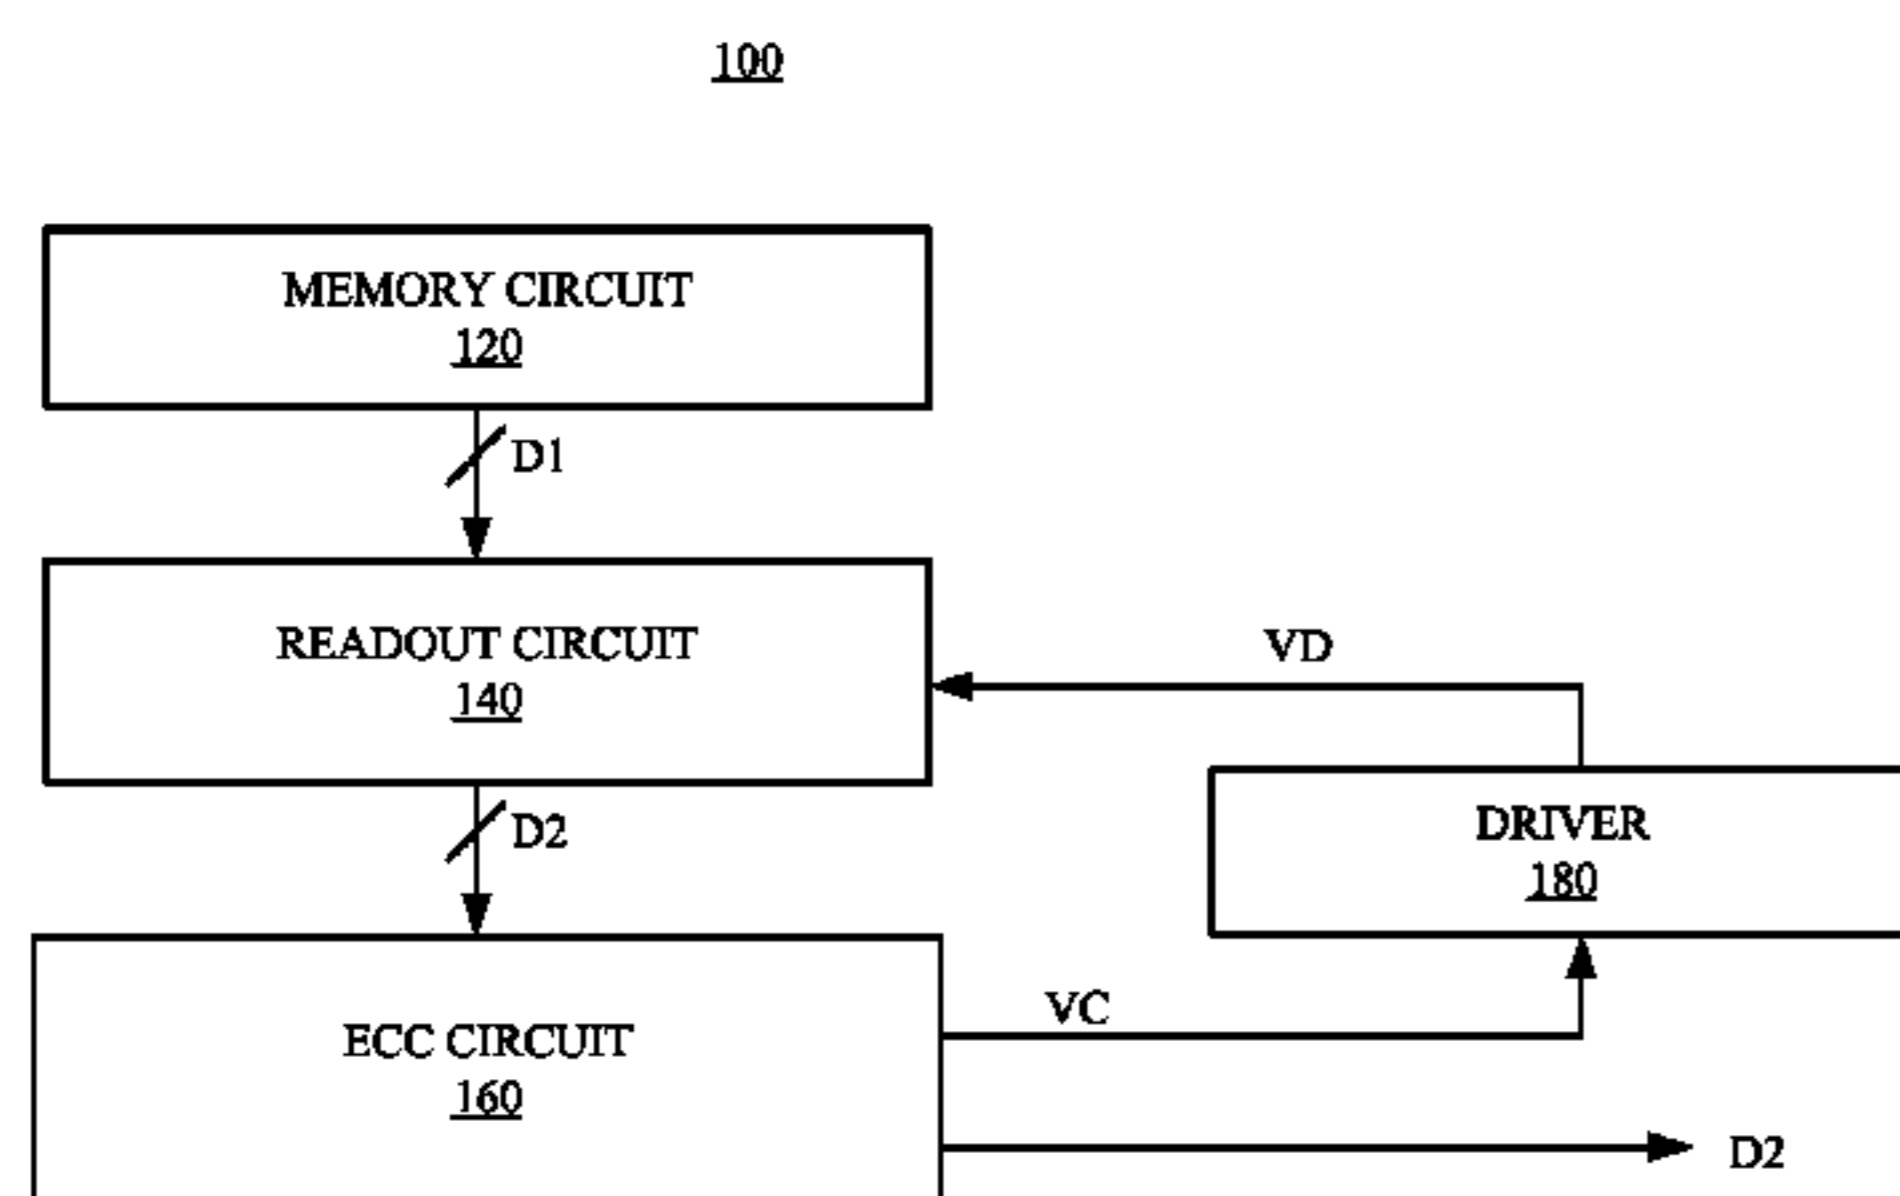 100
MEMORY CIRCUIT
120
D1
READOUT CIRCUIT
140
VD
D2
DRIVER
180
ECC CIRCUIT
160
VC
D2